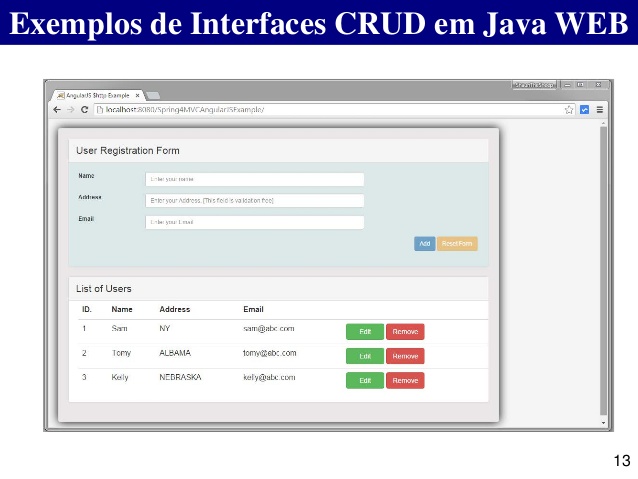 Exemplos de Interfaces CRUD em Java WEB
AngularJS $http Example
localhost:8080/Spring4MVCAngularJSExample/
User Registration Form
Name
Enter your name
Address
Enter your Address. [This field is validation free]
Email
Enter your Email
Add Reset Form
List of Users
ID. Name Address Email
1 Sam NY sam@abc.com Edit Remove
2 Tomy ALBAMA tomy@abc.com Edit Remove
3 Kelly NEBRASKA kelly@abc.com Edit Remove
13